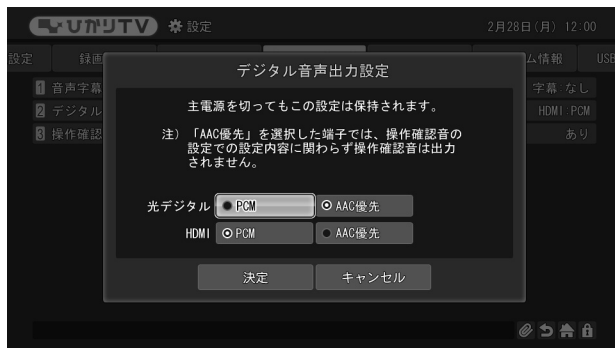 ひかりTV 設定 2月28日(月) 12:00
設定 録画 ム情報 USB
1 音声字幕 字幕:なし
2 デジタル HDMI:PCM
3 操作確認 あり
デジタル音声出力設定
主電源を切ってもこの設定は保持されます。
注) 「AAC優先」を選択した端子では、操作確認音の
設定での設定内容に関わらず操作確認音は出力
されません。
光デジタル PCM AAC優先
HDMI PCM AAC優先
決定 キャンセル